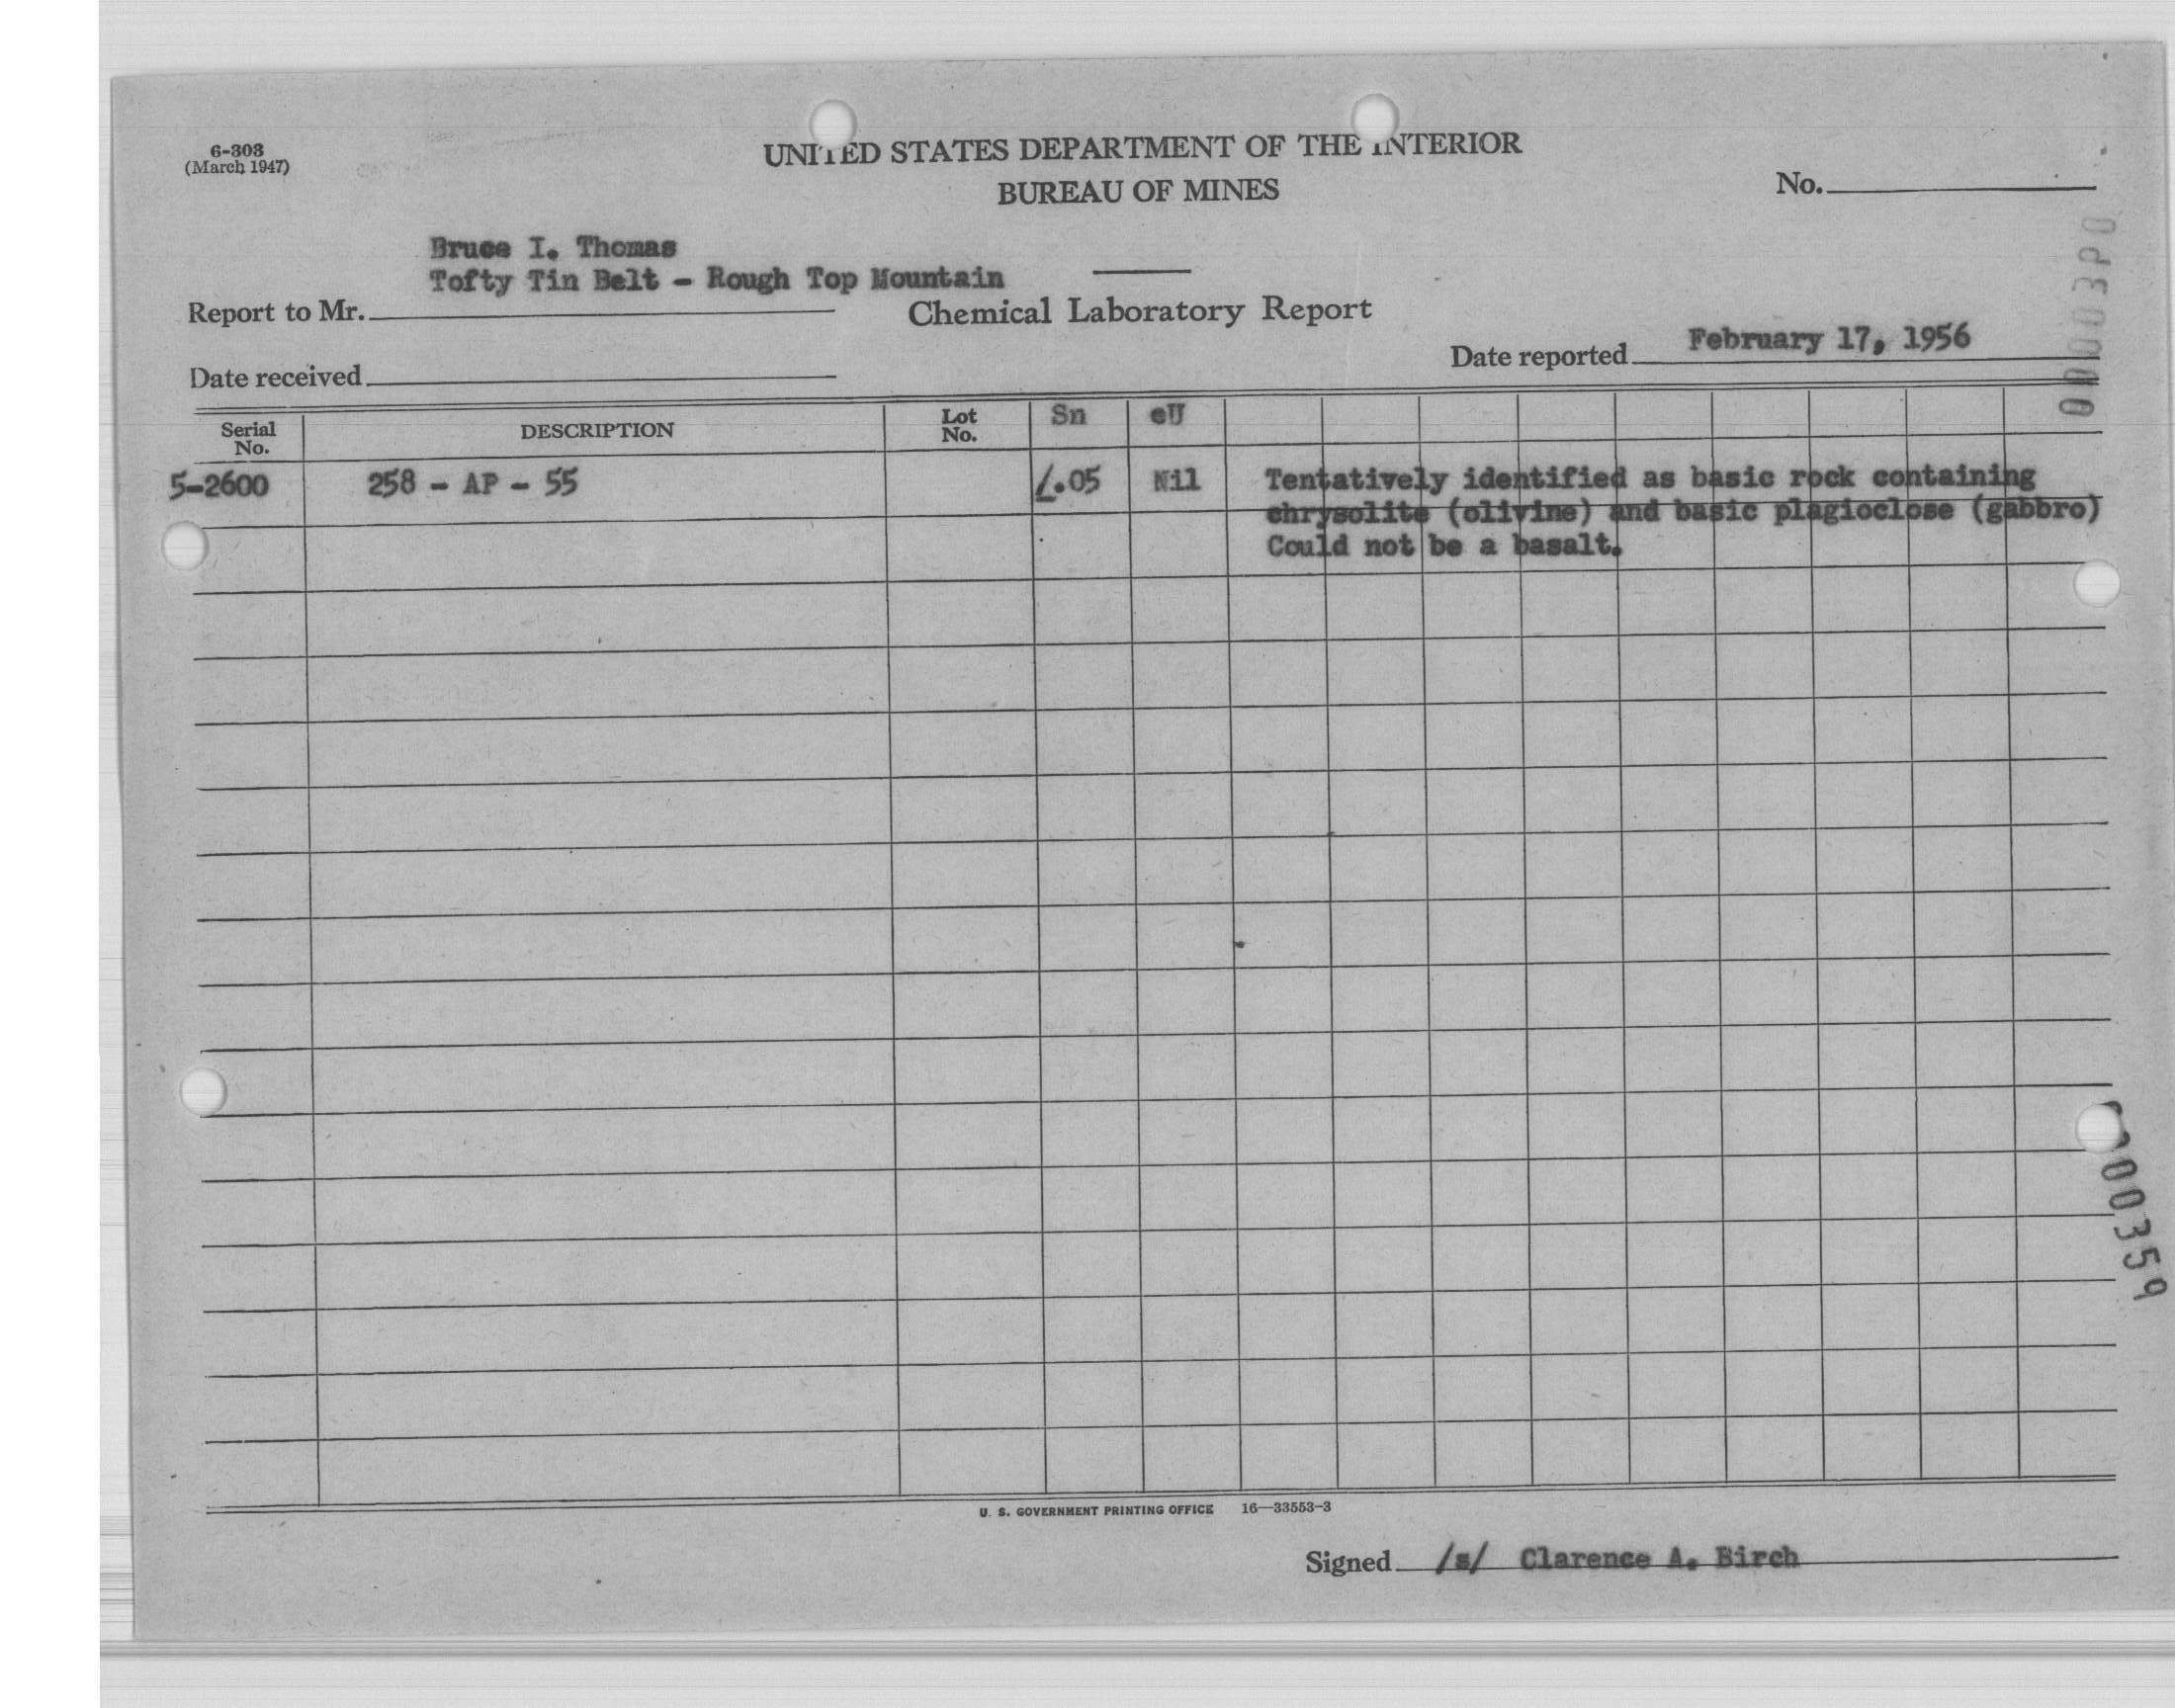 6-303
(March 1947)
UNITED STATES DEPARTMENT OF THE INTERIOR
BUREAU OF MINES
No.
Bruce I. Thomas
Tofty Tin Belt - Rough Top Mountain
Report to Mr.
Chemical Laboratory Report
Date reported February 17, 1956
Date received
Serial No. DESCRIPTION Lot No. Sn eU
5-2600 258 - AP - 55 <.05 Nil Tentatively identified as basic rock containing
chrysolite (olivine) and basic plagioclose (gabbro)
Could not be a basalt.
00359
U. S. GOVERNMENT PRINTING OFFICE 16—33553-3
Signed /s/ Clarence A. Birch